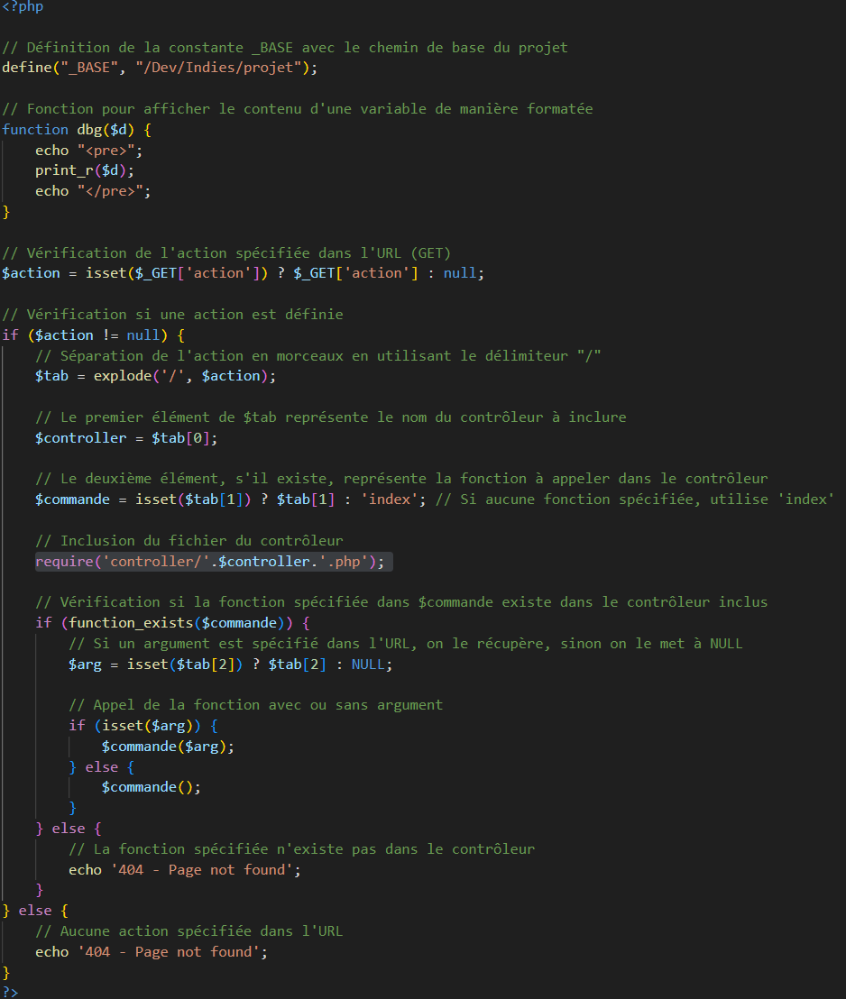 <?php
// Définition de la constante _BASE avec le chemin de base du projet
define("_BASE", "/Dev/Indies/projet");
// Fonction pour afficher le contenu d'une variable de manière formatée
function dbg($d) {
    echo "<pre>";
    print_r($d);
    echo "</pre>";
}
// Vérification de l'action spécifiée dans l'URL (GET)
$action = isset($_GET['action']) ? $_GET['action'] : null;
// Vérification si une action est définie
if ($action != null) {
    // Séparation de l'action en morceaux en utilisant le délimiteur "/"
    $tab = explode('/', $action);
    // Le premier élément de $tab représente le nom du contrôleur à inclure
    $controller = $tab[0];
    // Le deuxième élément, s'il existe, représente la fonction à appeler dans le contrôleur
    $commande = isset($tab[1]) ? $tab[1] : 'index'; // Si aucune fonction spécifiée, utilise 'index'
    // Inclusion du fichier du contrôleur
    require('controller/'.$controller.'.php');
    // Vérification si la fonction spécifiée dans $commande existe dans le contrôleur inclus
    if (function_exists($commande)) {
        // Si un argument est spécifié dans l'URL, on le récupère, sinon on le met à NULL
        $arg = isset($tab[2]) ? $tab[2] : NULL;
        // Appel de la fonction avec ou sans argument
        if (isset($arg)) {
            $commande($arg);
        } else {
            $commande();
        }
    } else {
        // La fonction spécifiée n'existe pas dans le contrôleur
        echo '404 - Page not found';
    }
} else {
    // Aucune action spécifiée dans l'URL
    echo '404 - Page not found';
}
?>